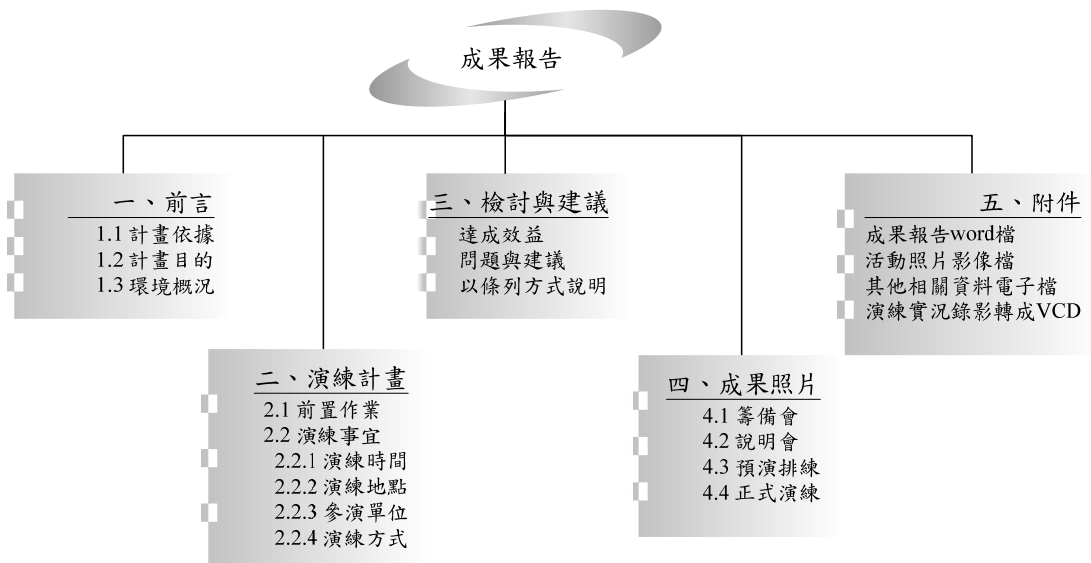 成果報告
一、前言
1.1 計畫依據
1.2 計畫目的
1.3 環境概況
二、演練計畫
2.1 前置作業
2.2 演練事宜
2.2.1 演練時間
2.2.2 演練地點
2.2.3 參演單位
2.2.4 演練方式
三、檢討與建議
達成效益
問題與建議
以條列方式說明
四、成果照片
4.1 籌備會
4.2 說明會
4.3 預演排練
4.4 正式演練
五、附件
成果報告word檔
活動照片影像檔
其他相關資料電子檔
演練實況錄影轉成VCD